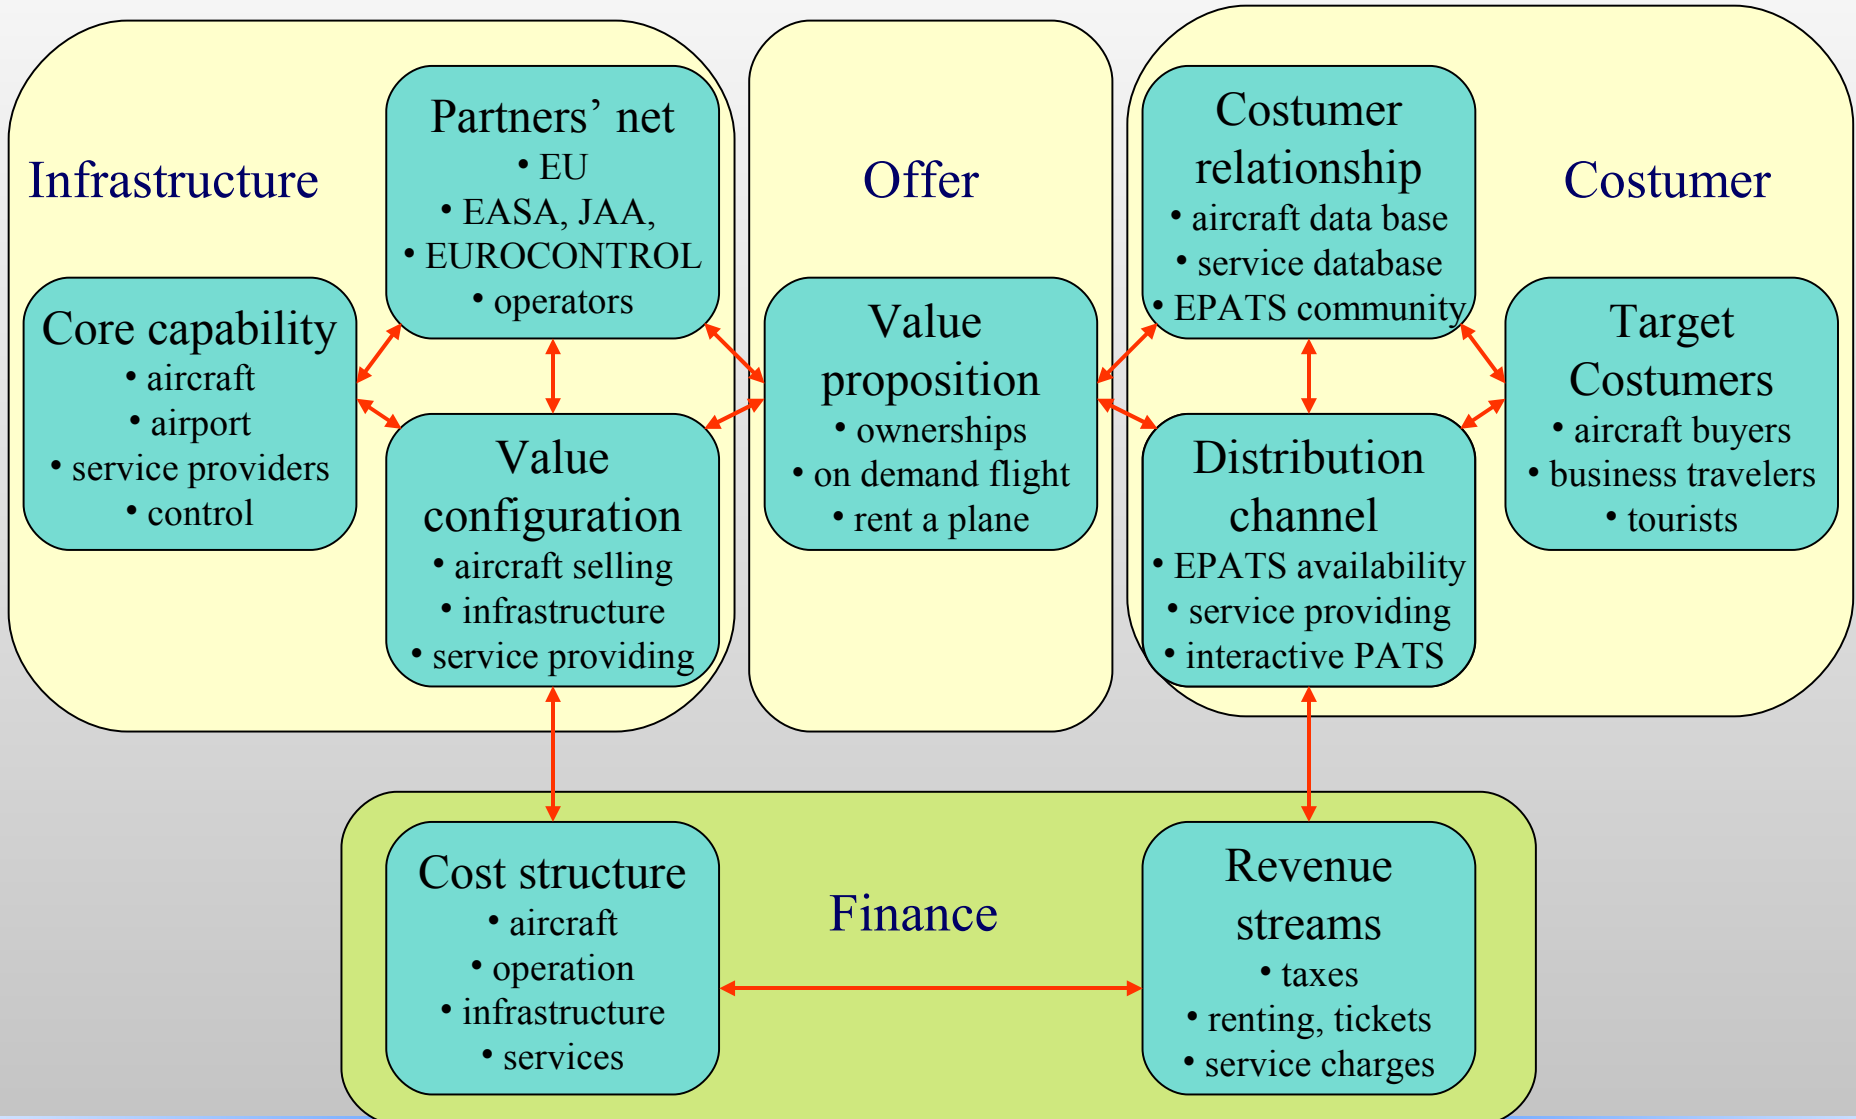 Infrastructure
Partners’ net
• EU
• EASA, JAA,
• EUROCONTROL
• operators
Core capability
• aircraft
• airport
• service providers
• control
Value
configuration
• aircraft selling
• infrastructure
• service providing
Offer
Value
proposition
• ownerships
• on demand flight
• rent a plane
Costumer
relationship
• aircraft data base
• service database
• EPATS community
Costumer
Distribution
channel
• EPATS availability
• service providing
• interactive PATS
Target
Costumers
• aircraft buyers
• business travelers
• tourists
Cost structure
• aircraft
• operation
• infrastructure
• services
Finance
Revenue
streams
• taxes
• renting, tickets
• service charges